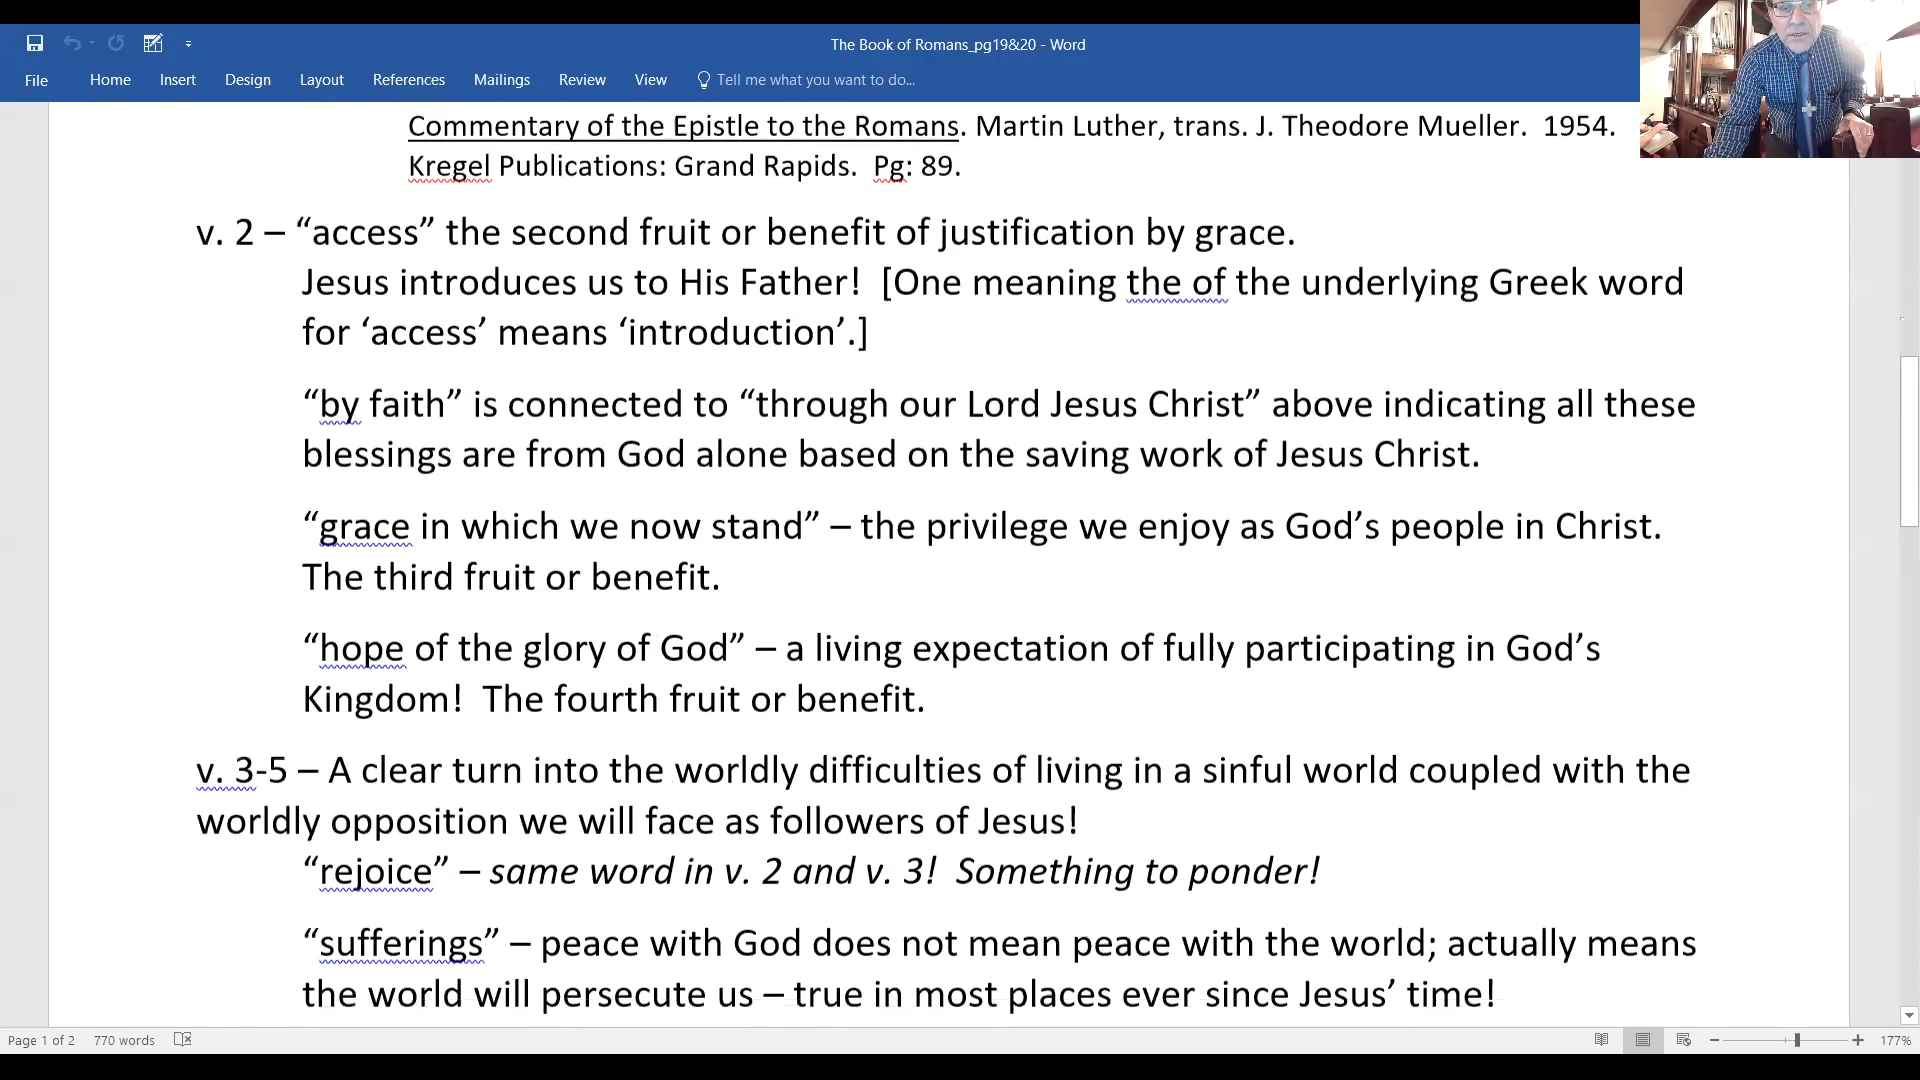 The Book of Romans_pg19&20 - Word
File Home Insert Design Layout References Mailings Review View Tell me what you want to do...
Commentary of the Epistle to the Romans. Martin Luther, trans. J. Theodore Mueller. 1954.
Kregel Publications: Grand Rapids. Pg: 89.
v. 2 – “access” the second fruit or benefit of justification by grace.
Jesus introduces us to His Father! [One meaning the of the underlying Greek word
for ‘access’ means ‘introduction’.]
“by faith” is connected to “through our Lord Jesus Christ” above indicating all these
blessings are from God alone based on the saving work of Jesus Christ.
“grace in which we now stand” – the privilege we enjoy as God’s people in Christ.
The third fruit or benefit.
“hope of the glory of God” – a living expectation of fully participating in God’s
Kingdom! The fourth fruit or benefit.
v. 3-5 – A clear turn into the worldly difficulties of living in a sinful world coupled with the
worldly opposition we will face as followers of Jesus!
“rejoice” – same word in v. 2 and v. 3! Something to ponder!
“sufferings” – peace with God does not mean peace with the world; actually means
the world will persecute us – true in most places ever since Jesus’ time!
Page 1 of 2 770 words 177%